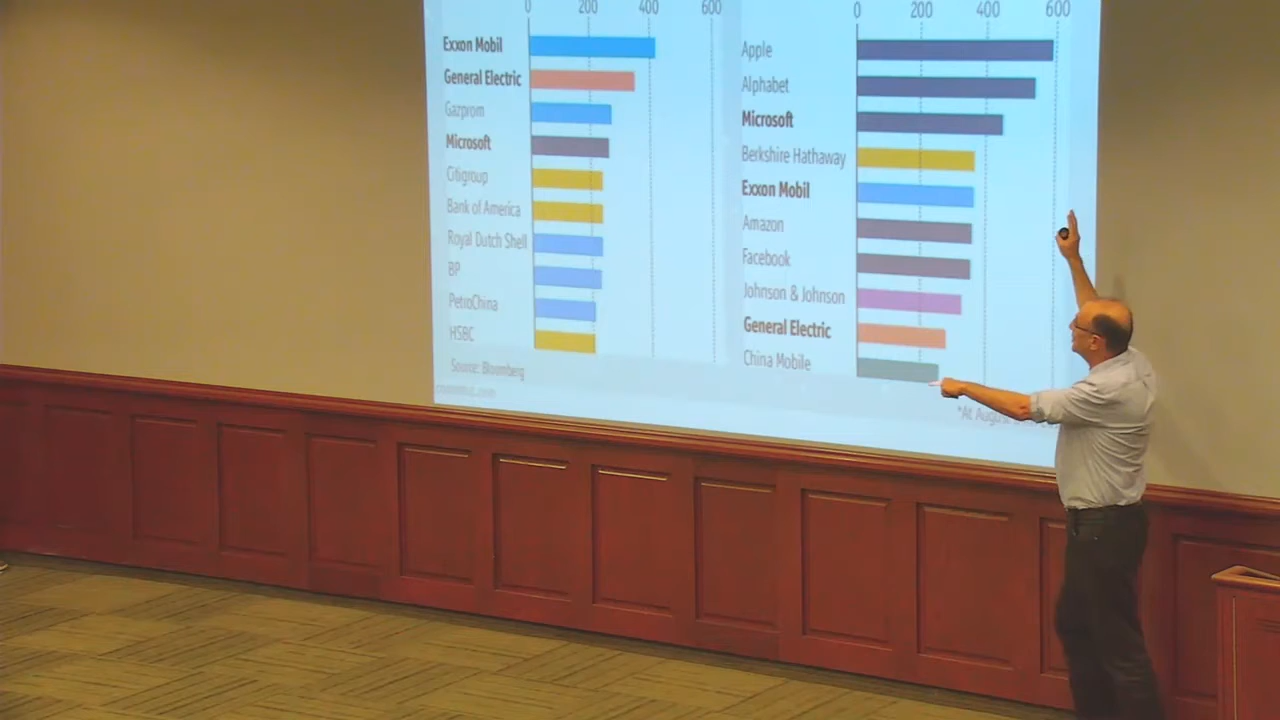 0 200 400 600
Exxon Mobil
General Electric
Gazprom
Microsoft
Citigroup
Bank of America
Royal Dutch Shell
BP
PetroChina
HSBC
Source: Bloomberg
0 200 400 600
Apple
Alphabet
Microsoft
Berkshire Hathaway
Exxon Mobil
Amazon
Facebook
Johnson & Johnson
General Electric
China Mobile
*At